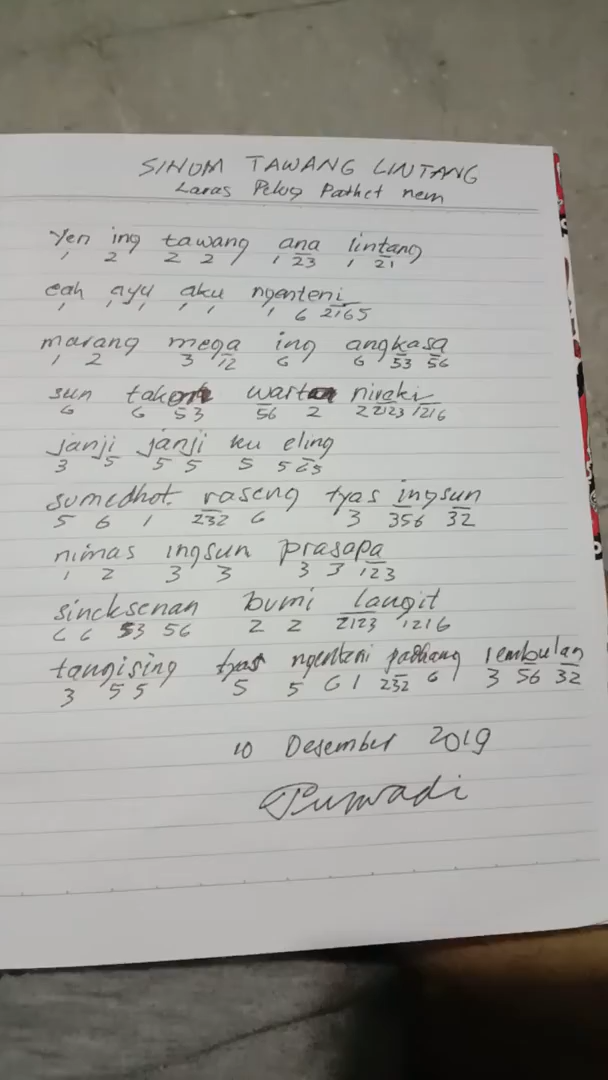 SINOM TAWANG LINTANG
Laras Pelog Pathet nem
Yen ing tawang ana lintang
1 2 2 2 1 23 1 21
cah ayu aku ngenteni
1 1 1 1 1 1 6 2165
marang mega ing angkasa
1 2 3 12 6 6 53 56
sun takon warta niraki
6 6 53 56 2 2 2123 1216
janji janji ku eling
3 5 5 5 5 5 65
sumedhot raseng tyas ingsun
5 6 1 232 6 3 356 32
nimas ingsun prasapa
1 2 3 3 3 3 123
sincksenan bumi langit
6 6 53 56 2 2 2123 1216
tangising tyas ngenteni padhang rembulan
3 5 5 5 5 6 1 232 6 3 56 32
10 Desember 2019
Purwadi